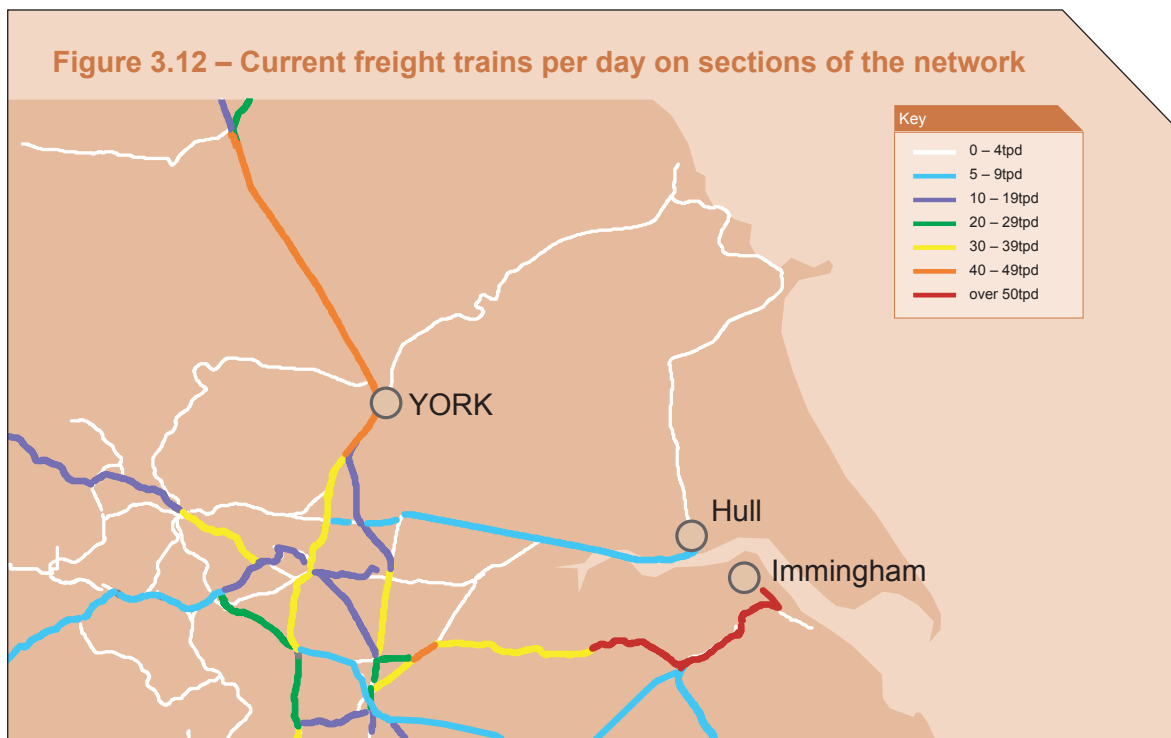 Figure 3.12 – Current freight trains per day on sections of the network
Key
0 – 4tpd
5 – 9tpd
10 – 19tpd
20 – 29tpd
30 – 39tpd
40 – 49tpd
over 50tpd
YORK
Hull
Immingham